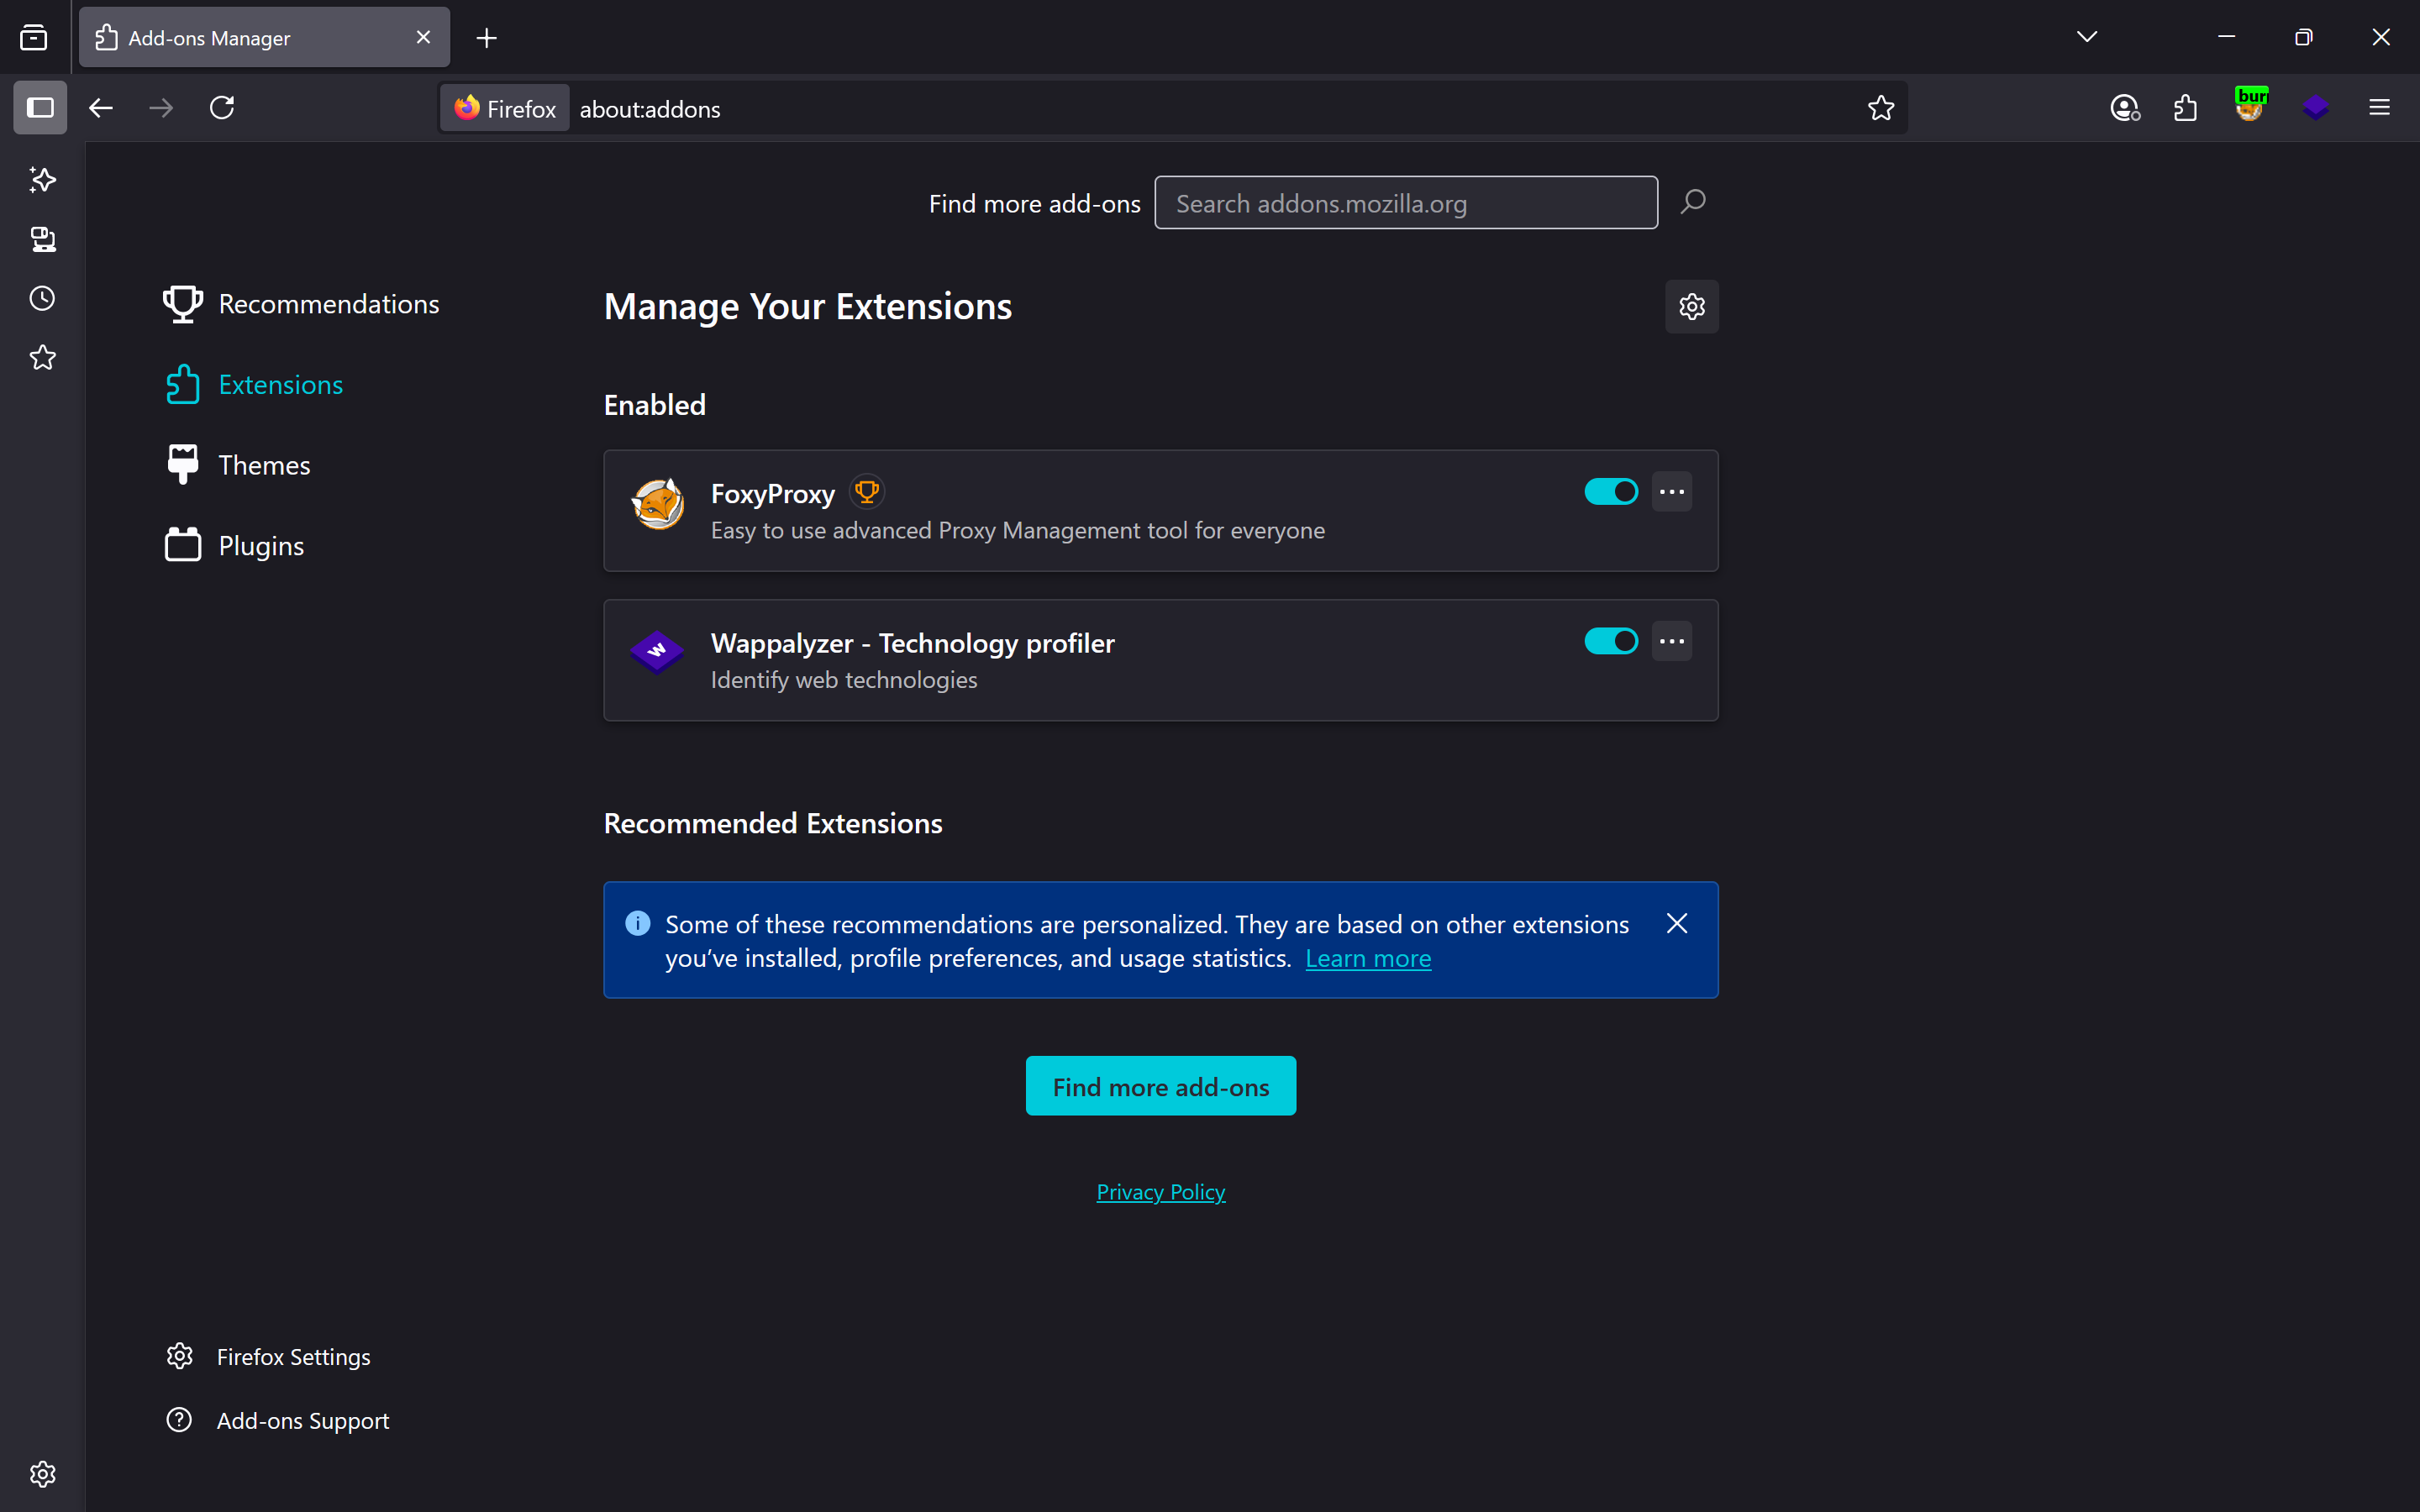 Add-ons Manager
Firefox about:addons
bur
Find more add-ons Search addons.mozilla.org
Recommendations
Extensions
Themes
Plugins
Manage Your Extensions
Enabled
FoxyProxy
Easy to use advanced Proxy Management tool for everyone
W
Wappalyzer - Technology profiler
Identify web technologies
Recommended Extensions
Some of these recommendations are personalized. They are based on other extensions
you’ve installed, profile preferences, and usage statistics. Learn more
Find more add-ons
Privacy Policy
Firefox Settings
Add-ons Support